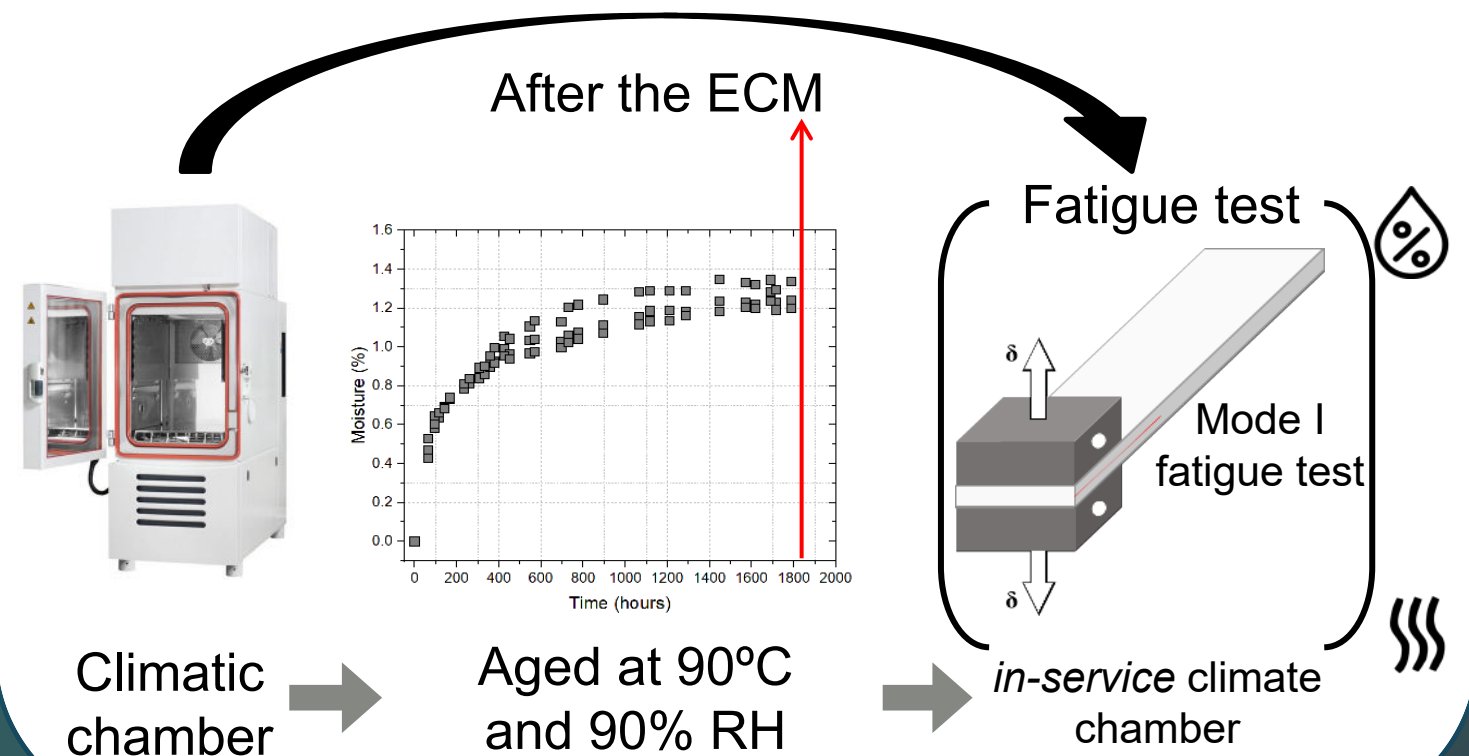 After the ECM
Fatigue test
%
1.6
1.4
1.2
1.0
0.8
0.6
0.4
0.2
0.0
Moisture (%)
0 200 400 600 800 1000 1200 1400 1600 1800 2000
Time (hours)
δ
Mode I
fatigue test
δ
Climatic
chamber
Aged at 90ºC
and 90% RH
in-service climate
chamber